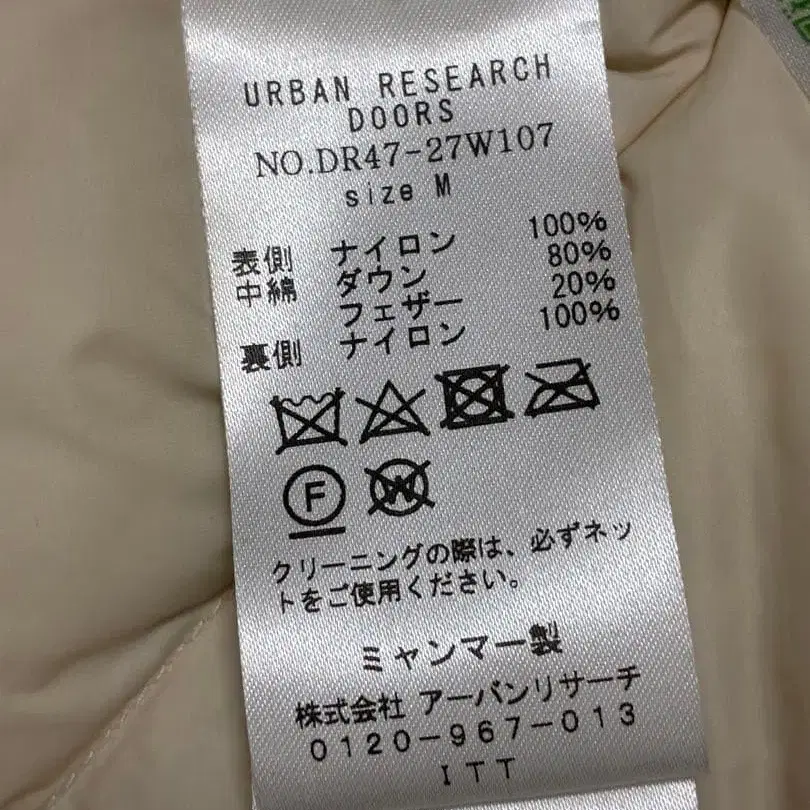 URBAN RESEARCH
DOORS
NO.DR47-27W107
size M
表側 ナイロン 100%
中綿 ダウン 80%
フェザー 20%
裏側 ナイロン 100%
F
W
クリーニングの際は、必ずネッ
トをご使用ください。
ミャンマー製
株式会社 アーバンリサーチ
0120-967-013
ITT